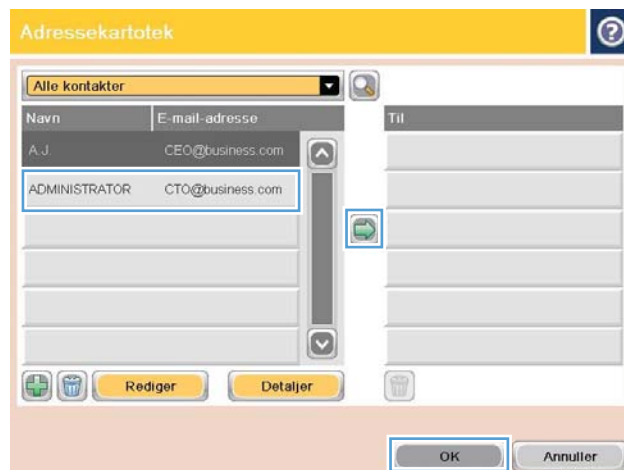 Adressekartotek
Alle kontakter
Navn E-mail-adresse Til
A.J. CEO@business.com
ADMINISTRATOR CTO@business.com
Rediger Detaljer
OK Annuller